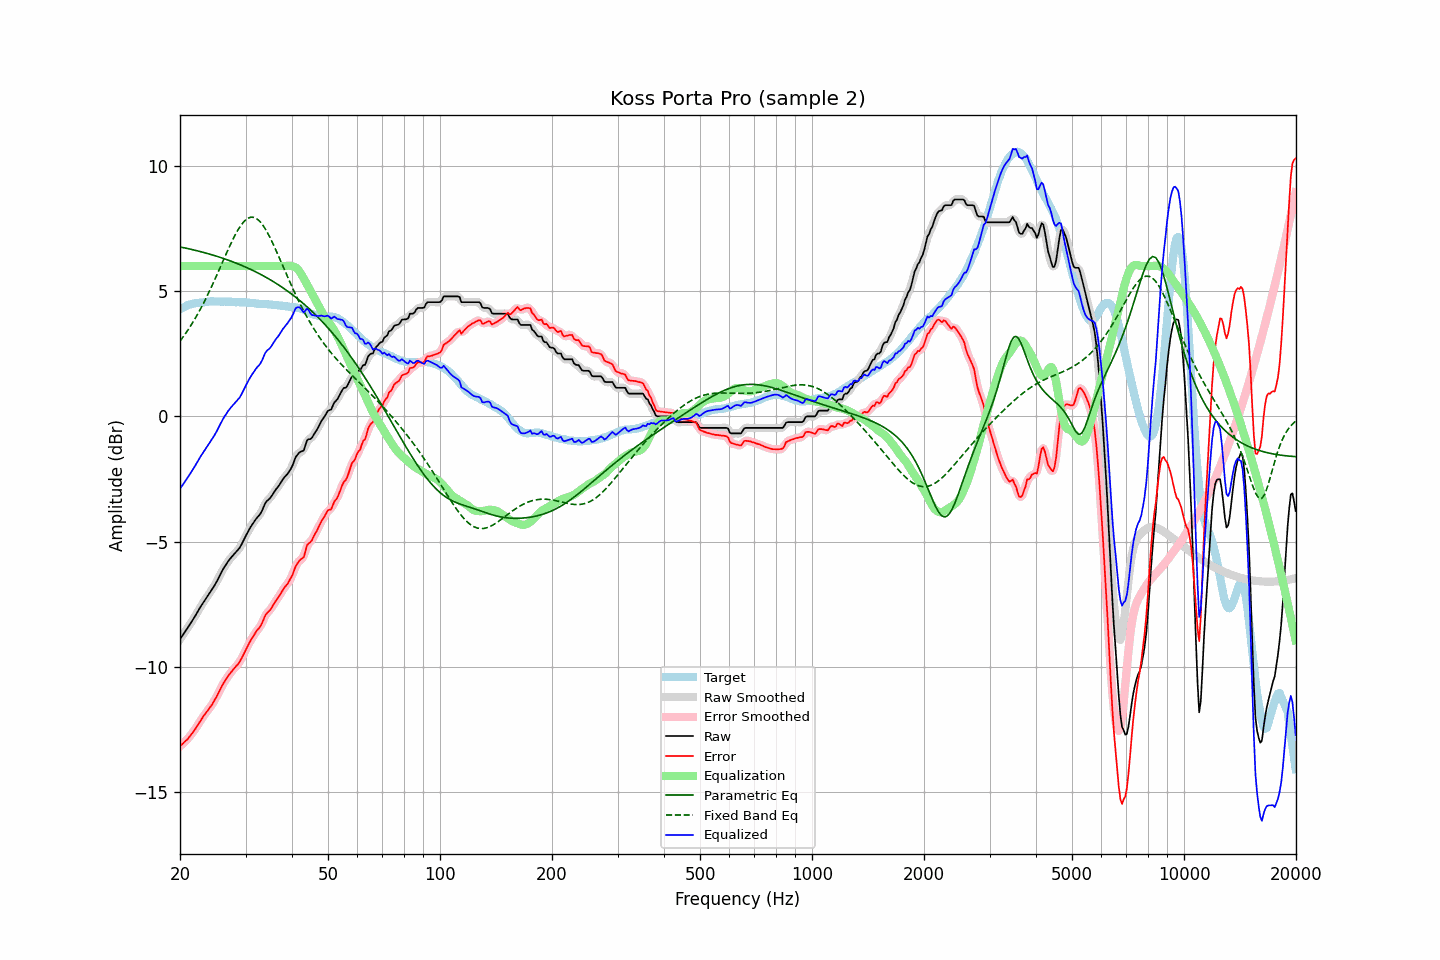 Koss Porta Pro (sample 2)
Amplitude (dBr)
10
5
0
−5
−10
−15
Target
Raw Smoothed
Error Smoothed
Raw
Error
Equalization
Parametric Eq
Fixed Band Eq
Equalized
20 50 100 200 500 1000 2000 5000 10000 20000
Frequency (Hz)